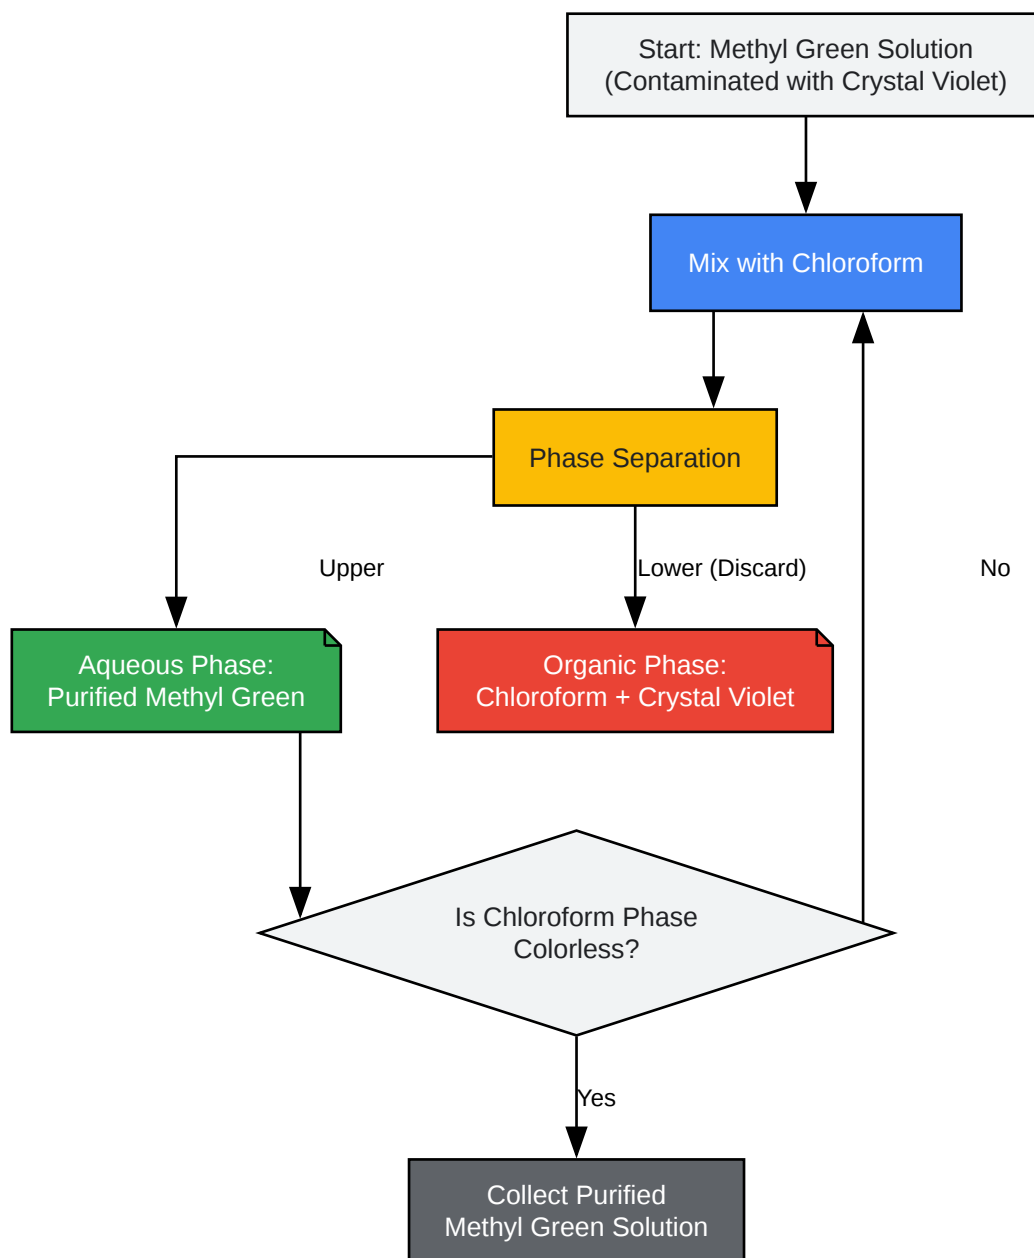 Start: Methyl Green Solution
(Contaminated with Crystal Violet)
Mix with Chloroform
Phase Separation
Upper
Lower (Discard)
No
Aqueous Phase:
Purified Methyl Green
Organic Phase:
Chloroform + Crystal Violet
Is Chloroform Phase
Colorless?
Yes
Collect Purified
Methyl Green Solution